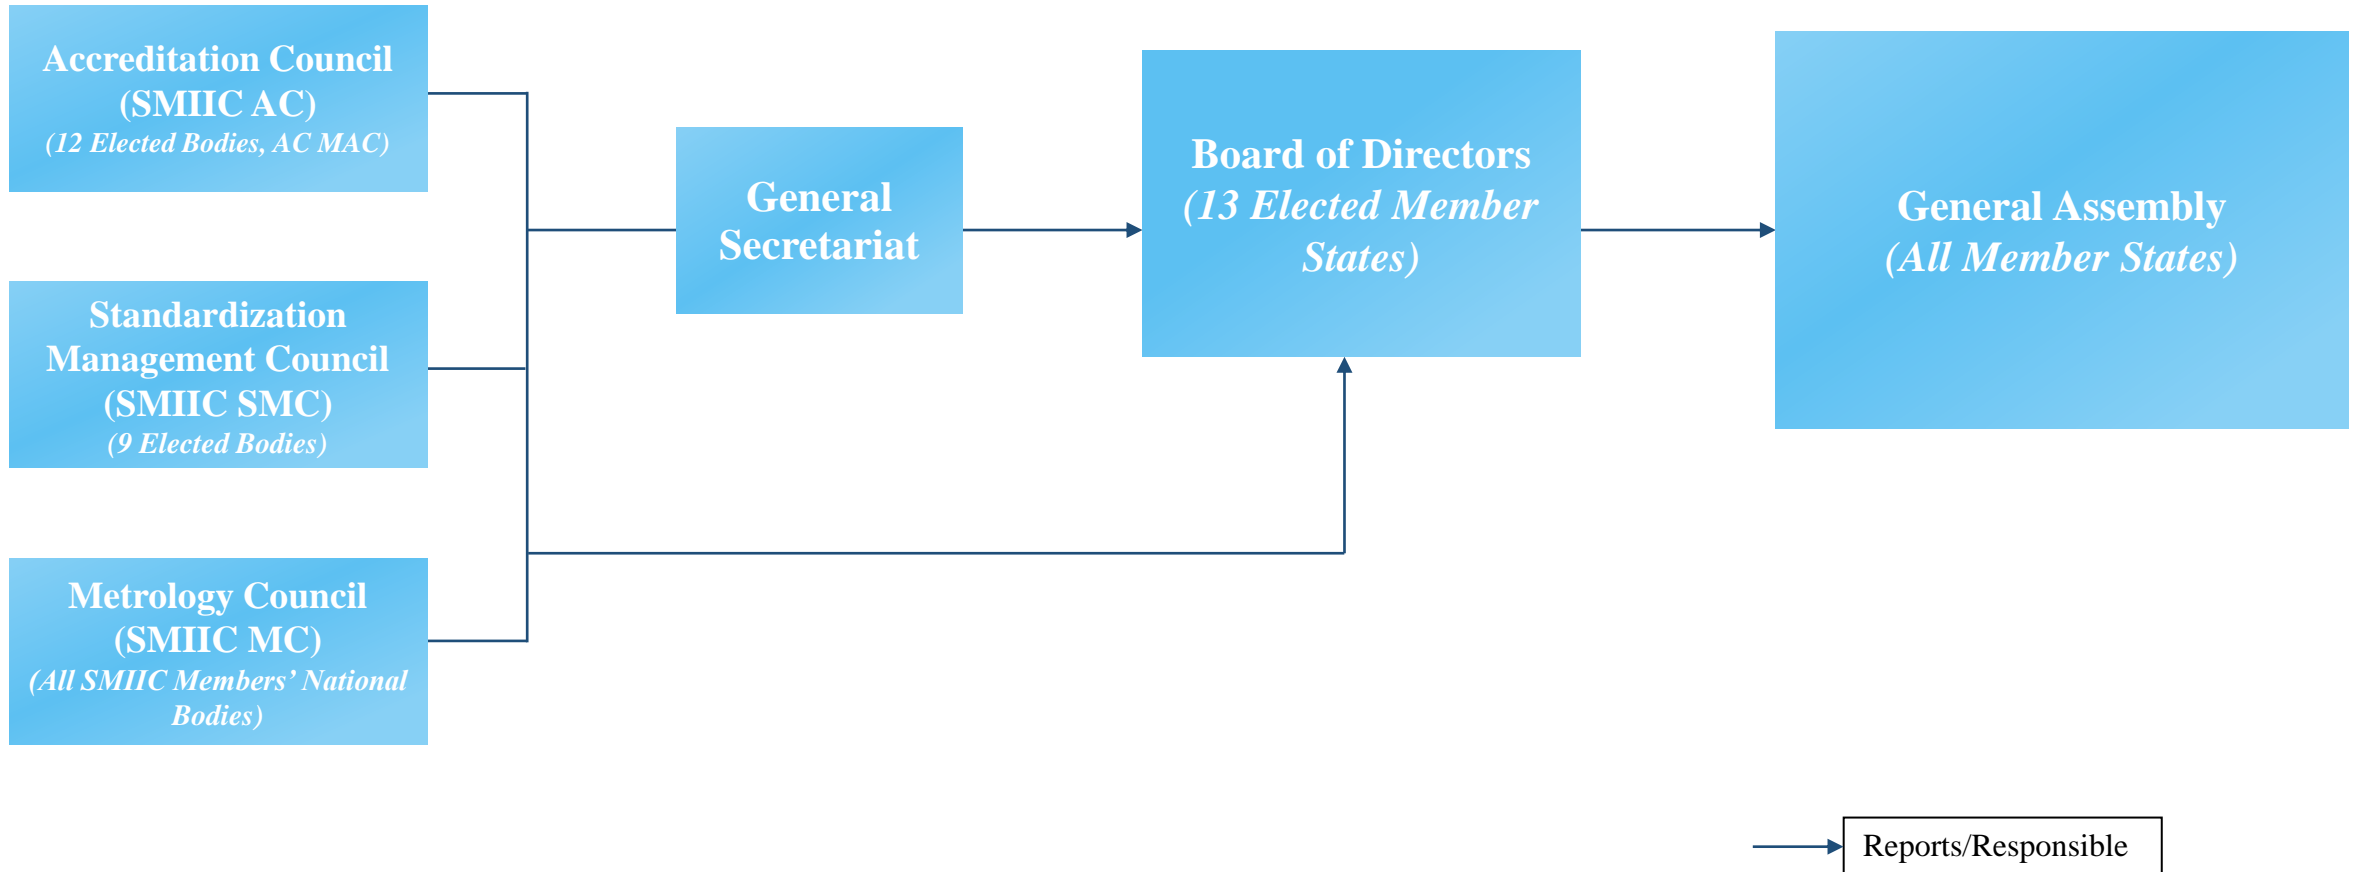 Accreditation Council
(SMIIC AC)
(12 Elected Bodies, AC MAC)
Standardization
Management Council
(SMIIC SMC)
(9 Elected Bodies)
Metrology Council
(SMIIC MC)
(All SMIIC Members’ National
Bodies)
General
Secretariat
Board of Directors
(13 Elected Member
States)
General Assembly
(All Member States)
Reports/Responsible